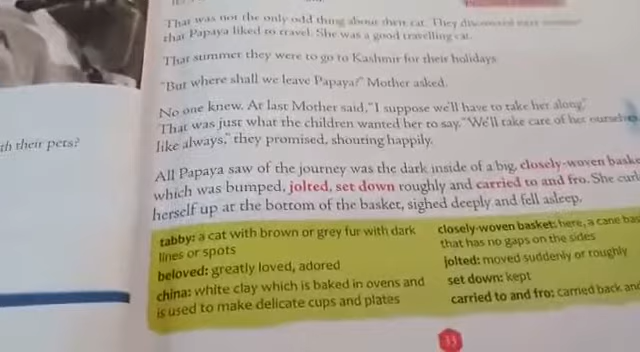 That was not the only odd thing about their cat. They discovered
that Papaya liked to travel. She was a good travelling cat.
That summer they were to go to Kashmir for their holidays.
"But where shall we leave Papaya?" Mother asked.
No one knew. At last Mother said, "I suppose we'll have to take her along."
That was just what the children wanted her to say. "We'll take care of her ourselves
like always," they promised, shouting happily.
th their pets?
All Papaya saw of the journey was the dark inside of a big, closely-woven baske
which was bumped, jolted, set down roughly and carried to and fro. She curl
herself up at the bottom of the basket, sighed deeply and fell asleep.
tabby: a cat with brown or grey fur with dark
lines or spots
beloved: greatly loved, adored
china: white clay which is baked in ovens and
is used to make delicate cups and plates
closely-woven basket: here, a cane bas
that has no gaps on the sides
jolted: moved suddenly or roughly
set down: kept
carried to and fro: carried back and
33